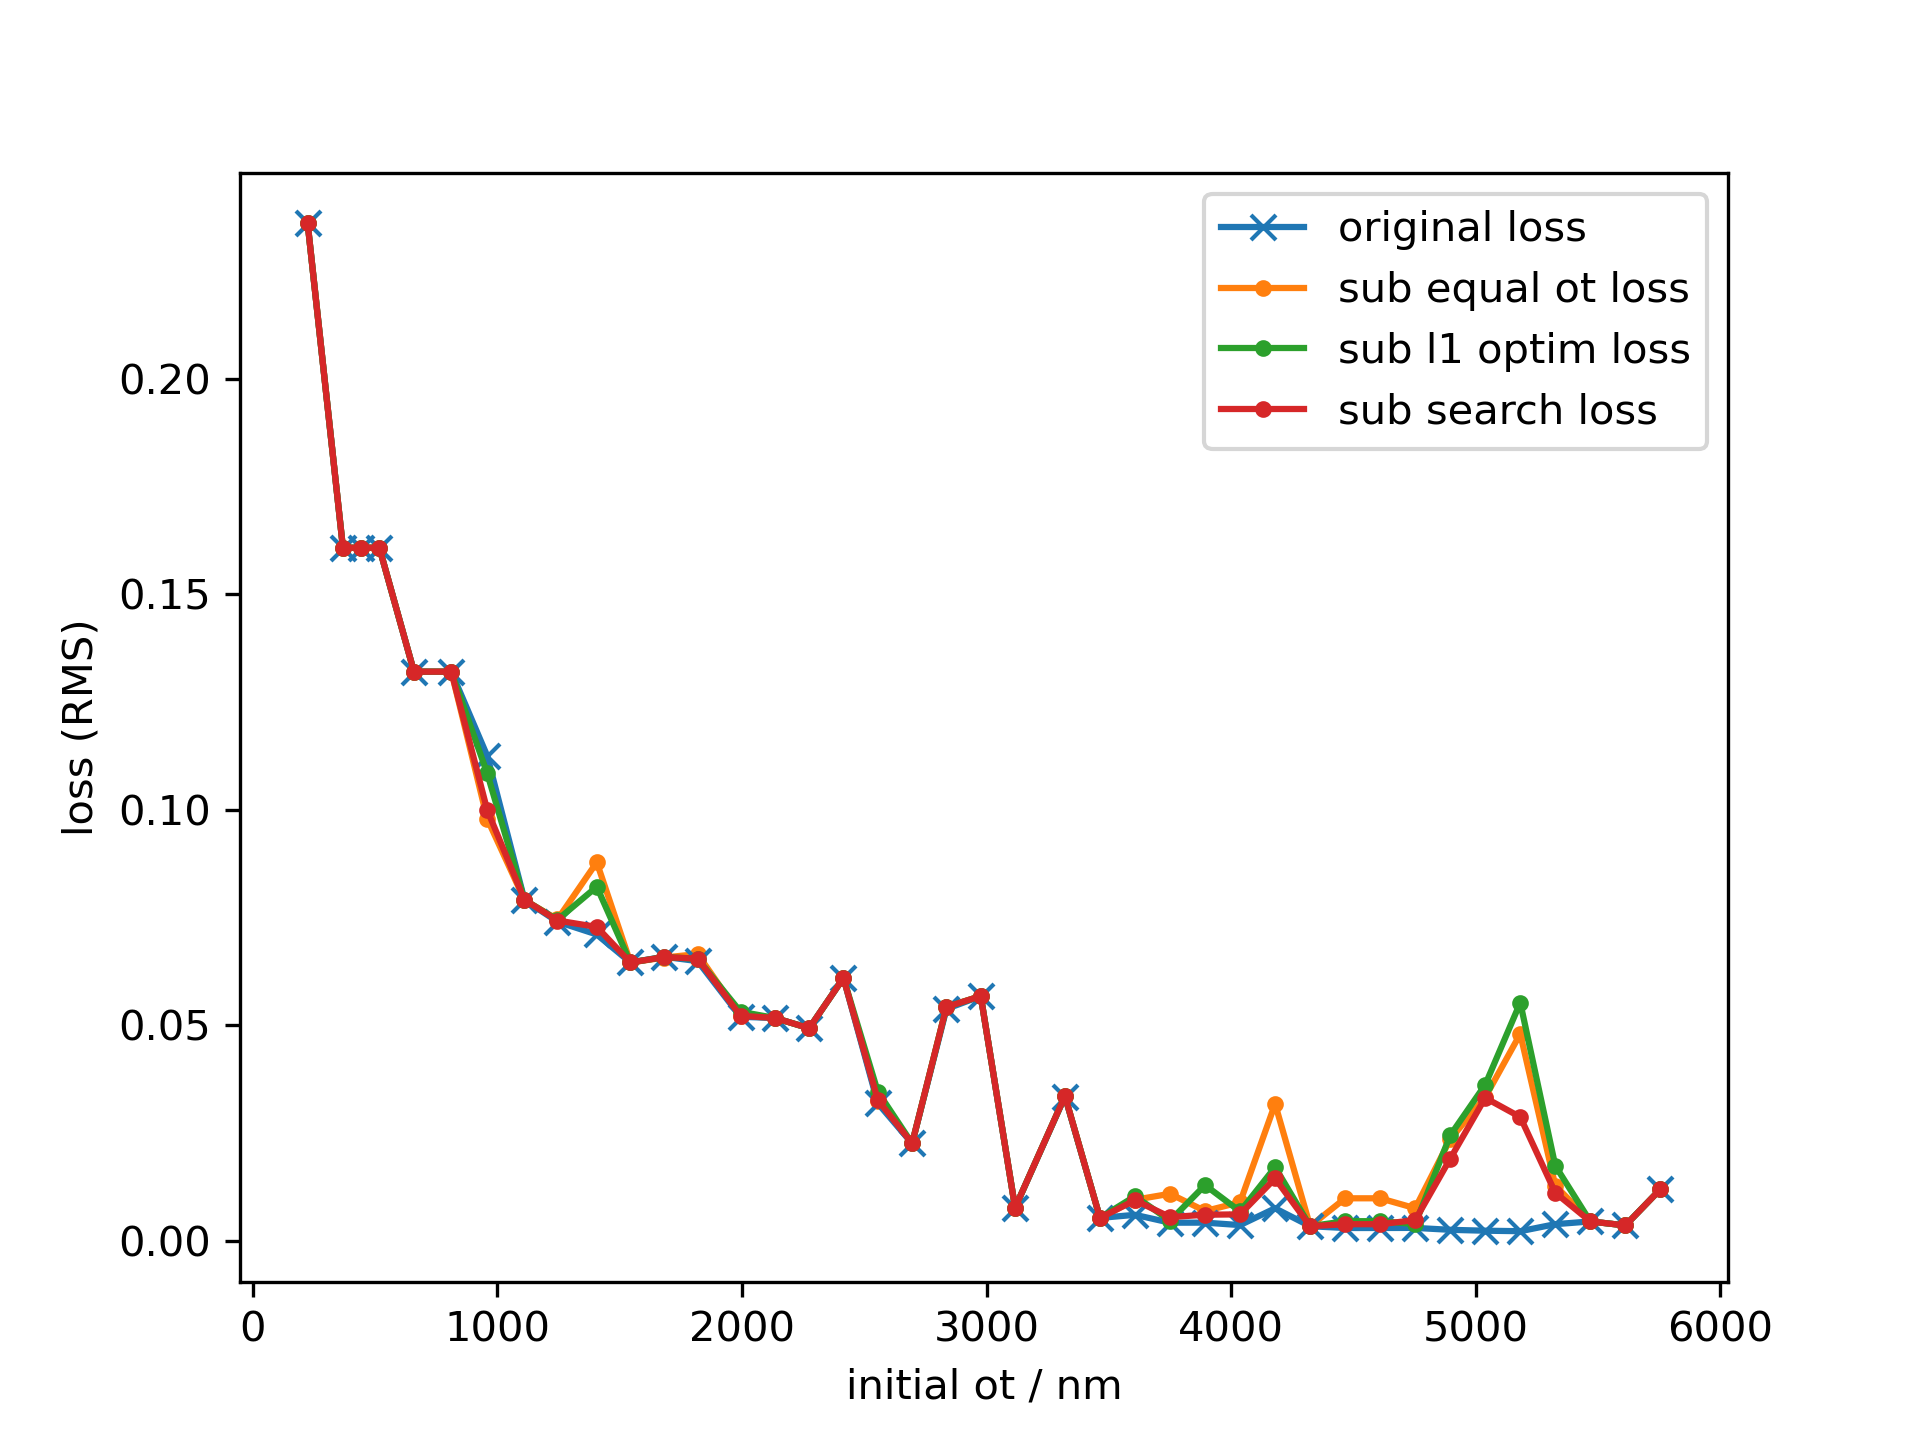 original loss
sub equal ot loss
sub l1 optim loss
sub search loss
0.20
0.15
0.10
0.05
0.00
loss (RMS)
0 1000 2000 3000 4000 5000 6000
initial ot / nm